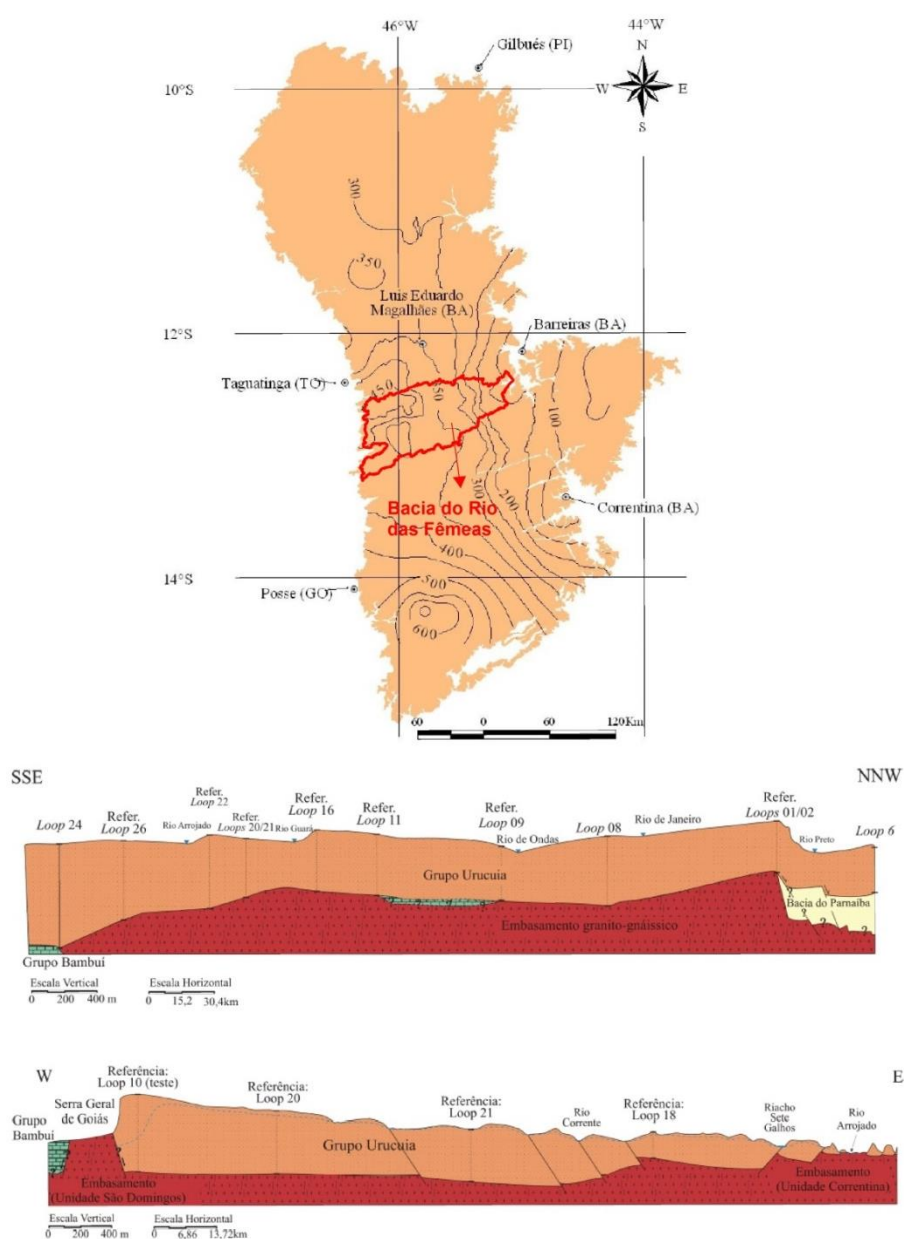 46°W
44°W
Gilbués (PI)
N
W
E
S
10°S
300
350
Luis Eduardo
Magalhães (BA)
12°S
Barreiras (BA)
Taguatinga (TO)
450
50
100
Bacia do Rio
das Fêmeas
300
200
Correntina (BA)
400
14°S
500
Posse (GO)
600
60 0 60 120Km
SSE
NNW
Loop 24
Refer.
Loop 26
Rio Arrojado
Refer.
Loop 22
Refer.
Loops 20/21
Rio Guará
Refer.
Loop 16
Refer.
Loop 11
Refer.
Loop 09
Rio de Ondas
Loop 08
Rio de Janeiro
Refer.
Loops 01/02
Rio Preto
Loop 6
Grupo Urucuia
?
Bacia do Parnaíba
?
?
?
Embasamento granito-gnáissico
Grupo Bambuí
Escala Vertical
0 200 400 m
Escala Horizontal
0 15,2 30,4km
W
E
Grupo
Bambuí
Serra Geral
de Goiás
Referência:
Loop 10 (teste)
Referência:
Loop 20
Referência:
Loop 21
Rio
Corrente
Referência:
Loop 18
Riacho
Sete
Galhos
Rio
Arrojado
Grupo Urucuia
?
Embasamento
(Unidade São Domingos)
Embasamento
(Unidade Correntina)
Escala Vertical
0 200 400 m
Escala Horizontal
0 6,86 13,72km